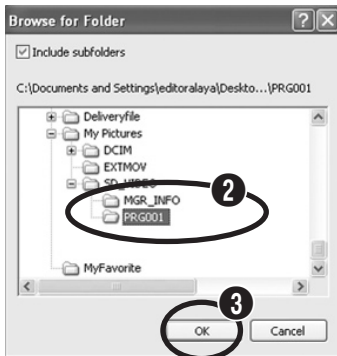 Browse for Folder
Include subfolders
C:\Documents and Settings\editoralaya\Deskto...\PRG001
Deliveryfile
My Pictures
DCIM
EXTMOV
SD_VIDEO
2
MGR_INFO
PRG001
MyFavorite
3
OK
Cancel